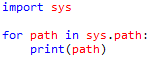 import sys

for path in sys.path:
    print(path)